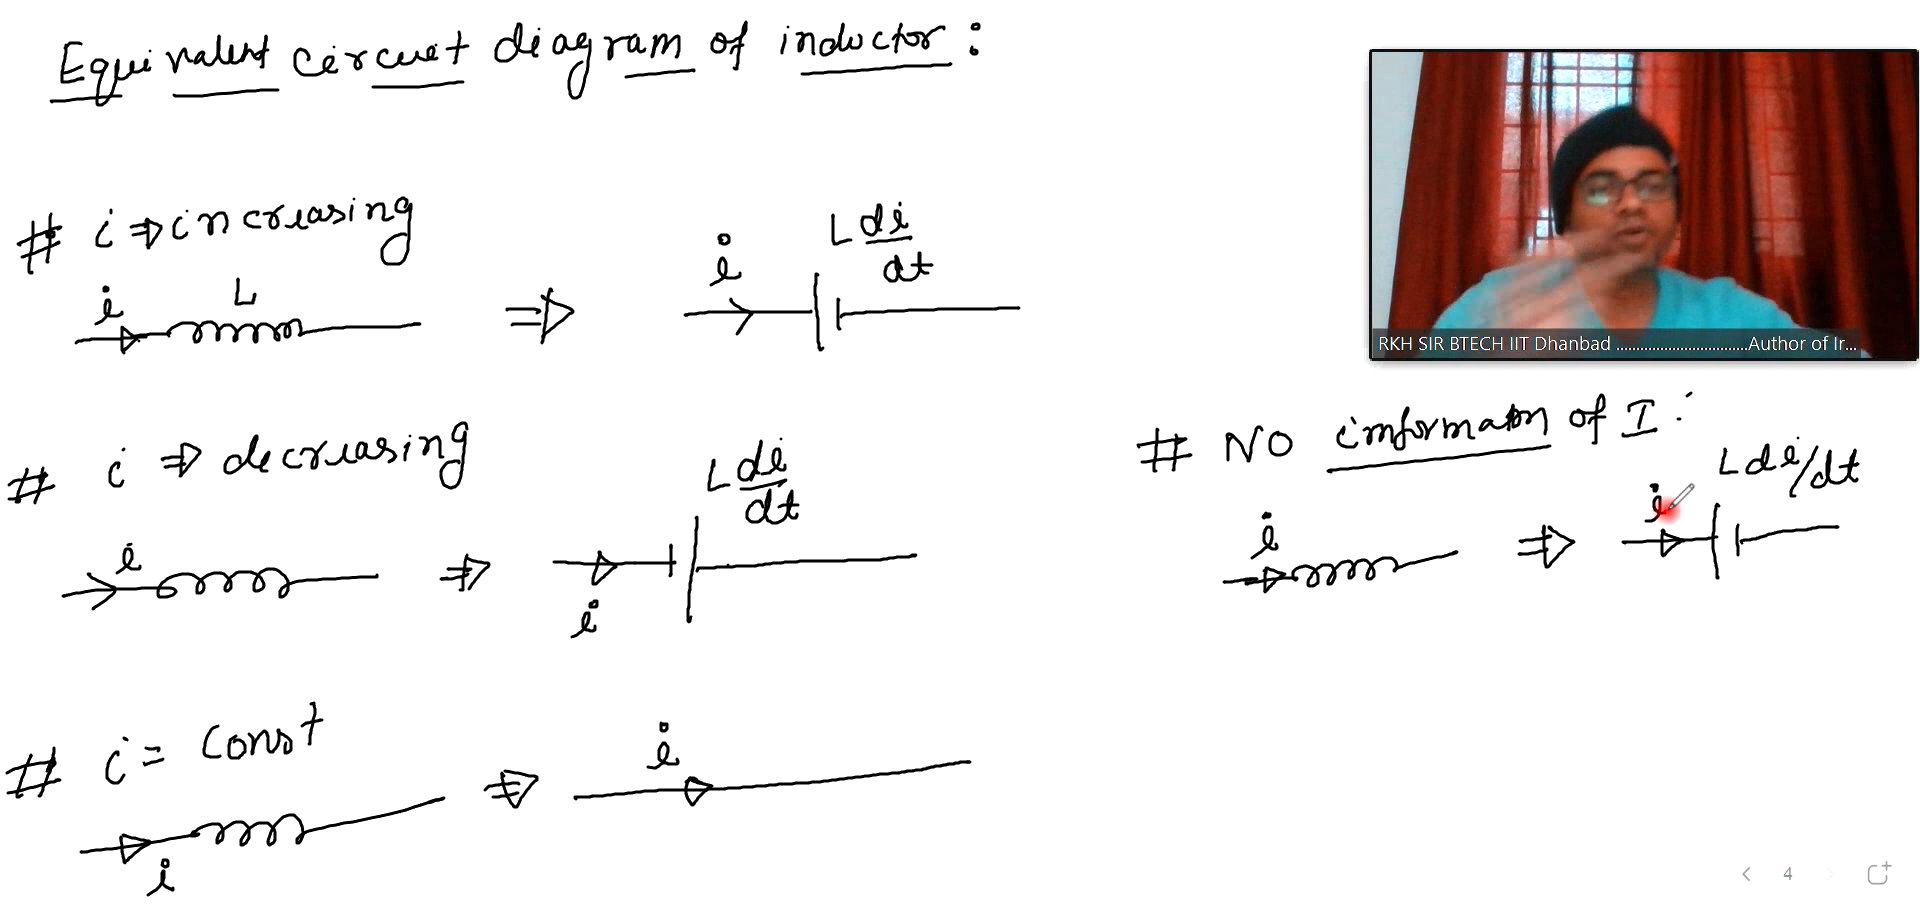 Equivalent circuit diagram of inductor :
# i ⇒ increasing
i L ⇒ i L di/dt
# i ⇒ decreasing
i ⇒ i L di/dt
# i = const
i ⇒ i
RKH SIR BTECH IIT Dhanbad .................................Author of Ir...
# NO information of I :
i ⇒ i L di/dt
4